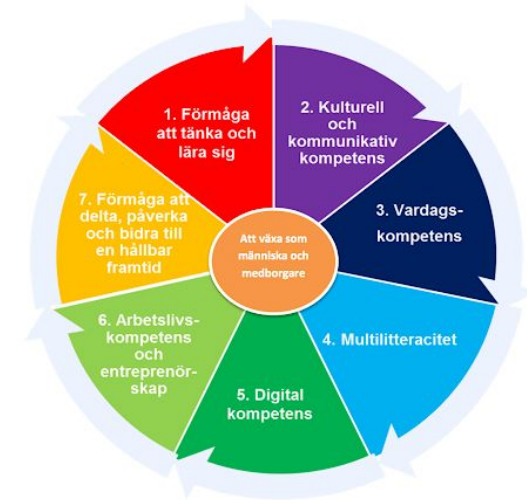 1. Förmåga
att tänka och
lära sig
2. Kulturell
och
kommunikativ
kompetens
3. Vardags-
kompetens
4. Multilitteracitet
5. Digital
kompetens
6. Arbetslivs-
kompetens
och
entreprenör-
skap
7. Förmåga att
delta, påverka
och bidra till
en hållbar
framtid
Att växa som
människa och
medborgare